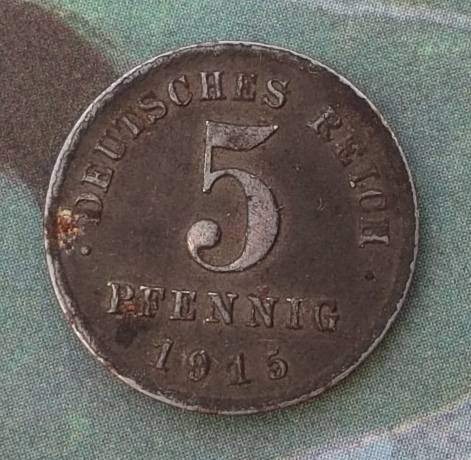 DEUTSCHES REICH
5
PFENNIG
1915